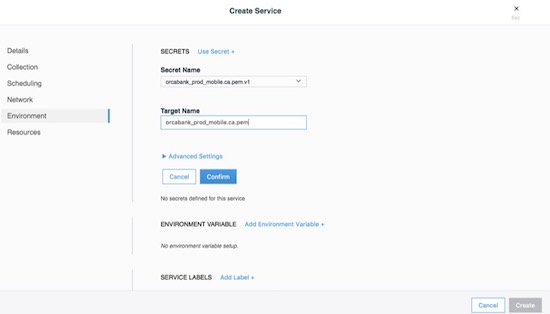 Create Service
×
Esc
Details
Collection
Scheduling
Network
Environment
Resources
SECRETS Use Secret +
Secret Name
orcabank_prod_mobile.ca.pem.v1
Target Name
orcabank_prod_mobile.ca.pem
Advanced Settings
Cancel Confirm
No secrets defined for this service
ENVIRONMENT VARIABLE Add Environment Variable +
No environment variable setup.
SERVICE LABELS Add Label +
Cancel Create